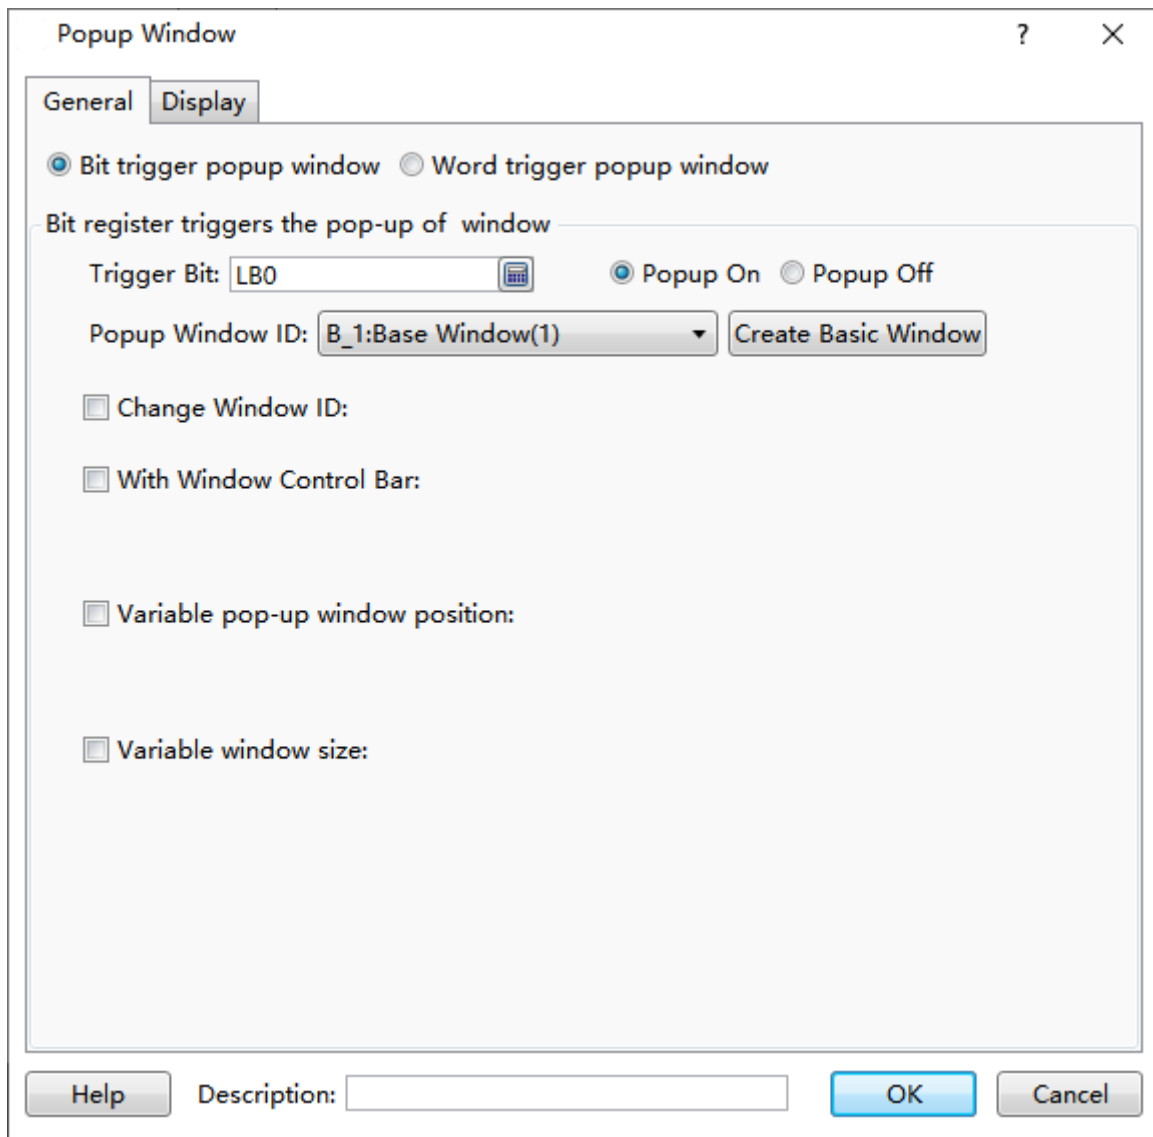 Popup Window ?
General Display
Bit trigger popup window Word trigger popup window
Bit register triggers the pop-up of  window
Trigger Bit: LB0 Popup On Popup Off
Popup Window ID: B_1:Base Window(1) Create Basic Window
Change Window ID:
With Window Control Bar:
Variable pop-up window position:
Variable window size:
Help Description: OK Cancel